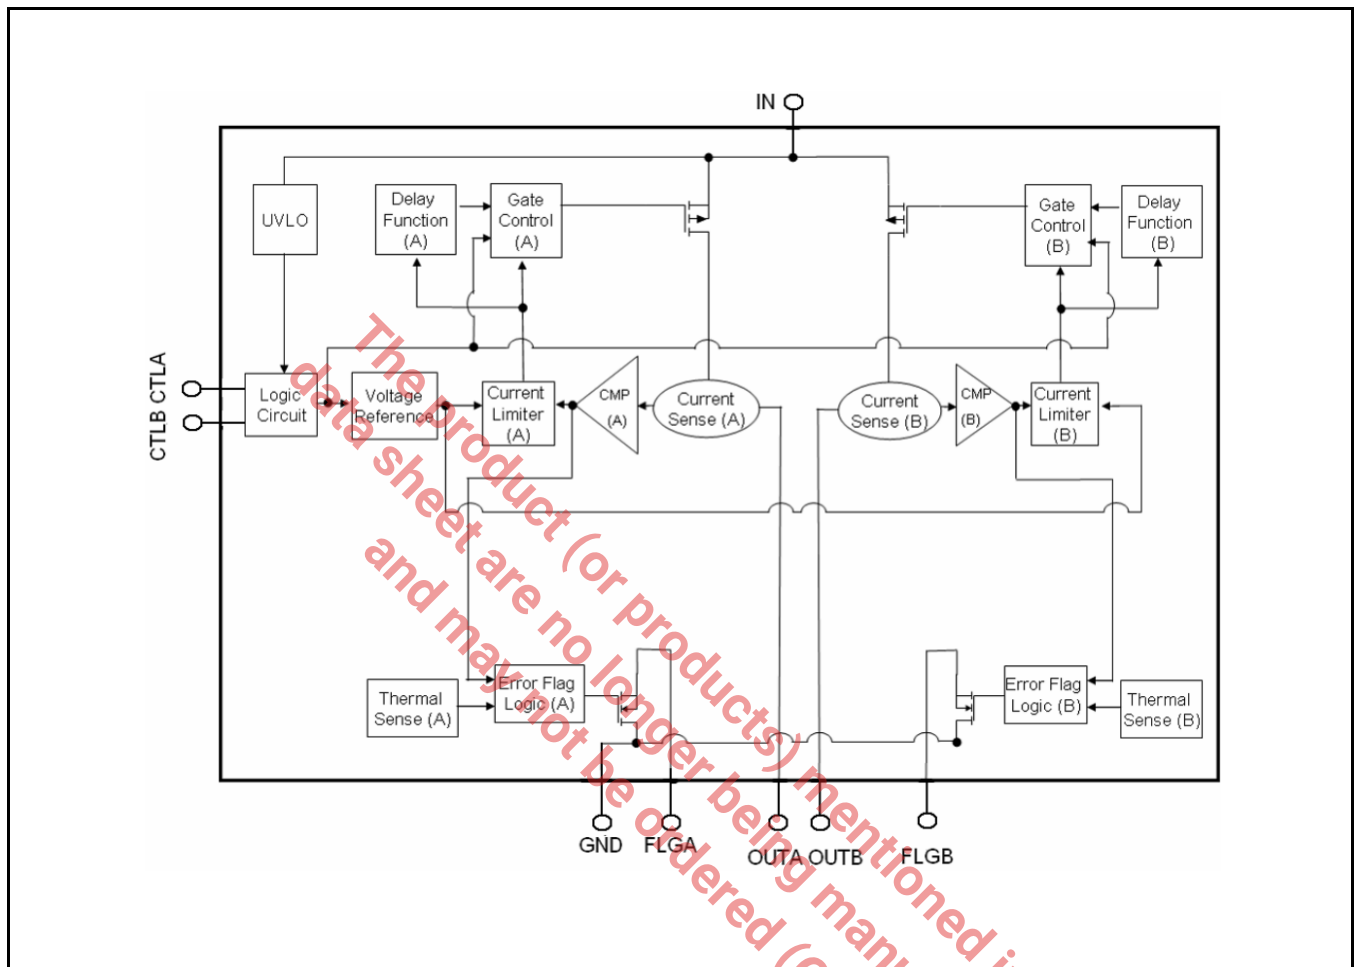 IN
UVLO
Delay
Function
(A)
Gate
Control
(A)
Gate
Control
(B)
Delay
Function
(B)
CTLB CTLA
Logic
Circuit
Voltage
Reference
Current
Limiter
(A)
CMP
(A)
Current
Sense (A)
Current
Sense (B)
CMP
(B)
Current
Limiter
(B)
Thermal
Sense (A)
Error Flag
Logic (A)
Error Flag
Logic (B)
Thermal
Sense (B)
GND
FLGA
OUTA
OUTB
FLGB
The product (or products) mentioned i
data sheet are no longer being manu
and may not be ordered (